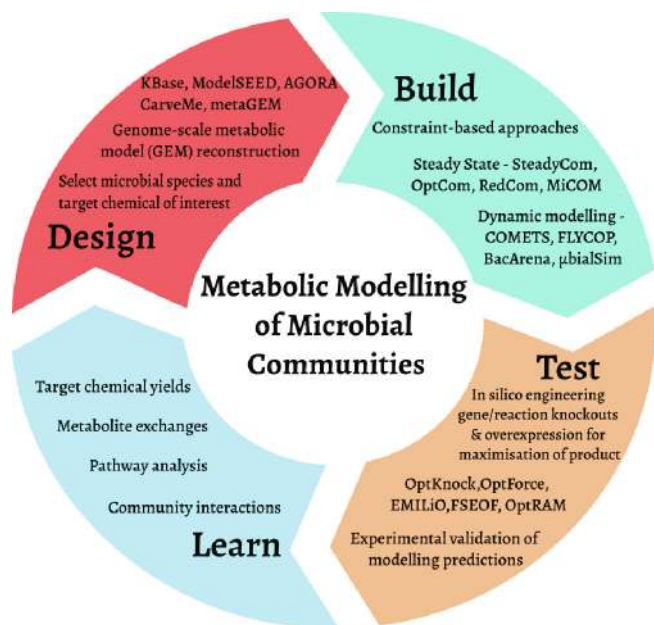 KBase, ModelSEED, AGORA
CarveMe, metaGEM
Genome-scale metabolic
model (GEM) reconstruction
Select microbial species and
target chemical of interest
Design
Build
Constraint-based approaches
Steady State - SteadyCom,
OptCom, RedCom, MiCOM
Dynamic modelling -
COMETS, FLYCOP,
BacArena, μbialSim
Metabolic Modelling
of Microbial
Communities
Test
In silico engineering
gene/reaction knockouts
& overexpression for
maximisation of product
OptKnock,OptForce,
EMILiO,FSEOF, OptRAM
Experimental validation of
modelling predictions
Target chemical yields
Metabolite exchanges
Pathway analysis
Community interactions
Learn